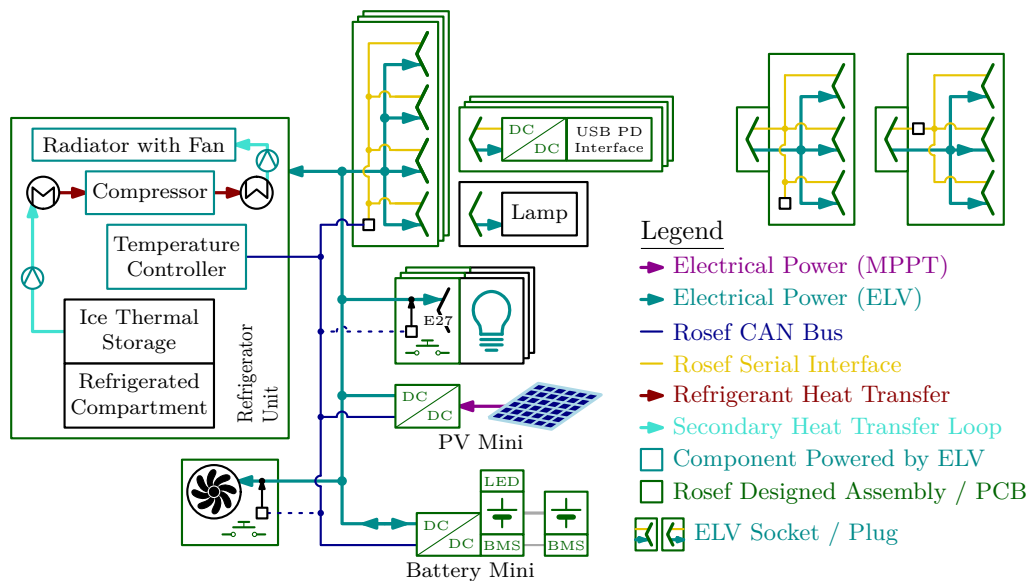 Radiator with Fan
Compressor
Temperature
Controller
Ice Thermal
Storage
Refrigerated
Compartment
Refrigerator
Unit
DC
DC
USB PD
Interface
Lamp
E27
DC
DC
PV Mini
LED
DC
DC
BMS
BMS
Battery Mini
Legend
Electrical Power (MPPT)
Electrical Power (ELV)
Rosef CAN Bus
Rosef Serial Interface
Refrigerant Heat Transfer
Secondary Heat Transfer Loop
Component Powered by ELV
Rosef Designed Assembly / PCB
ELV Socket / Plug